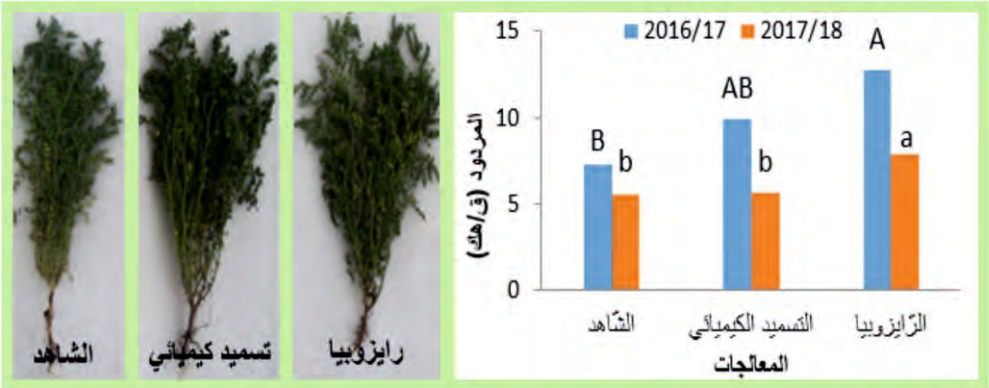 الشاهد
تسميد كيميائي
رايزوبيا
2016/17 2017/18
المردود (ق/هك)
15
10
5
0
B b
AB b
A a
الشّاهد
التسميد الكيميائي
الرّايزوبيا
المعالجات